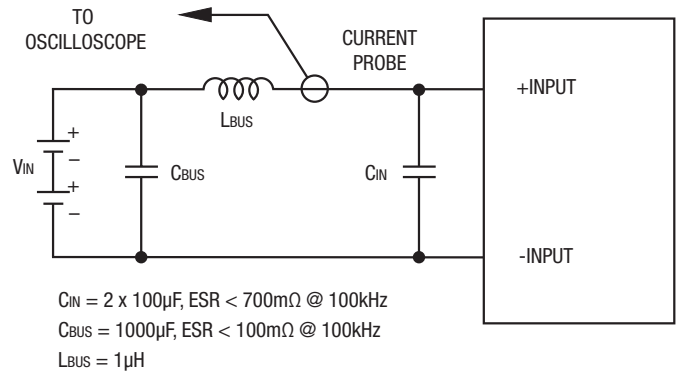 TO
OSCILLOSCOPE
CURRENT
PROBE
+INPUT
LBUS
+
−
VIN
+
−
CBUS
CIN
-INPUT
CIN = 2 x 100µF, ESR < 700mΩ @ 100kHz
CBUS = 1000µF, ESR < 100mΩ @ 100kHz
LBUS = 1µH